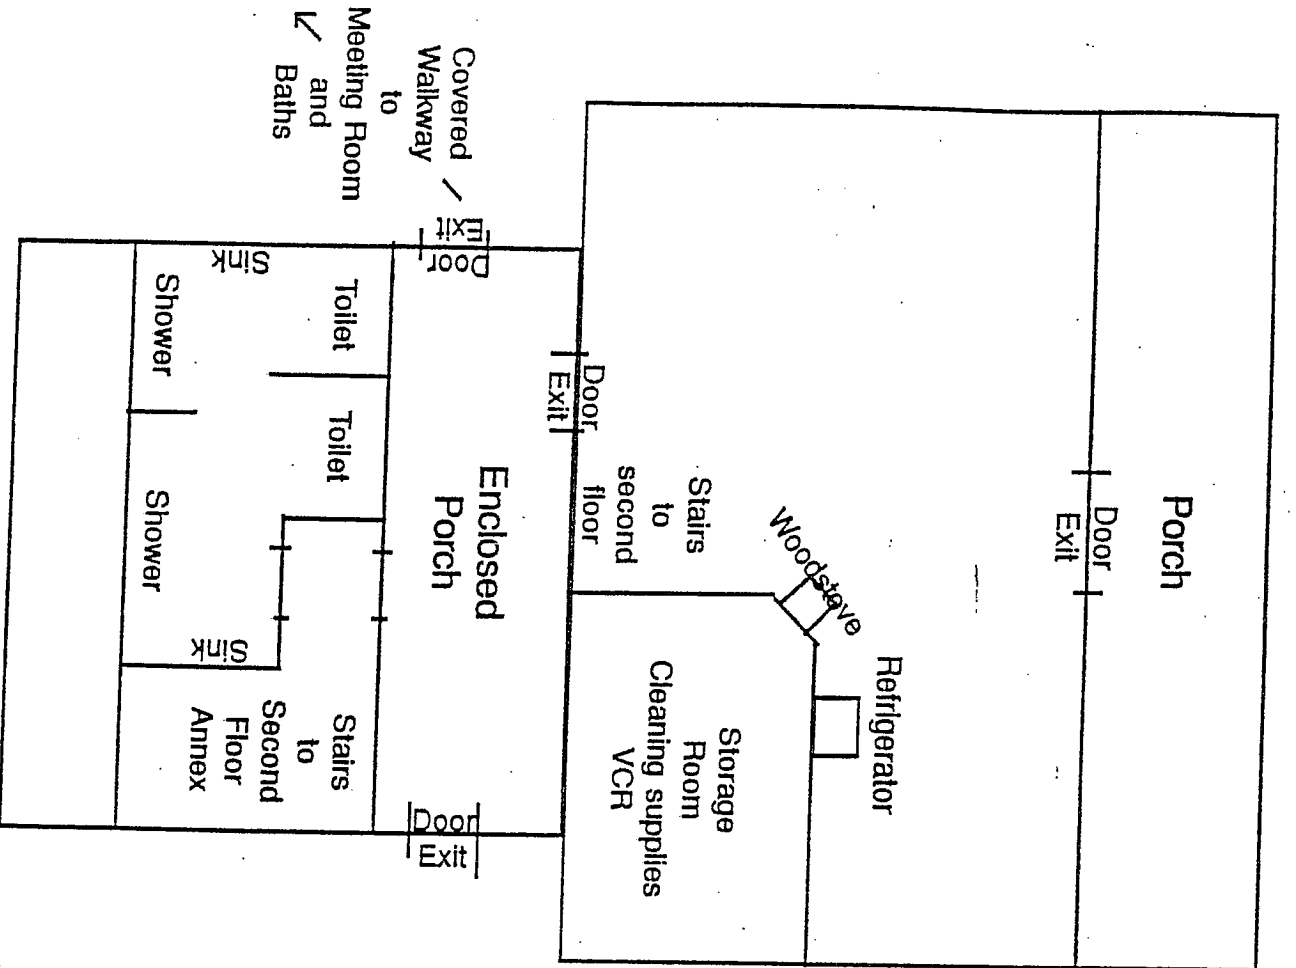 Porch
Door
Exit
Refrigerator
Woodstove
Stairs
to
second
floor
Storage
Room
Cleaning supplies
VCR
Door
Exit
Covered
Walkway
to
Meeting Room
and
Baths
Exit
Door
Enclosed
Porch
Door
Exit
Toilet
Toilet
Sink
Shower
Shower
Sink
Stairs
to
Second
Floor
Annex